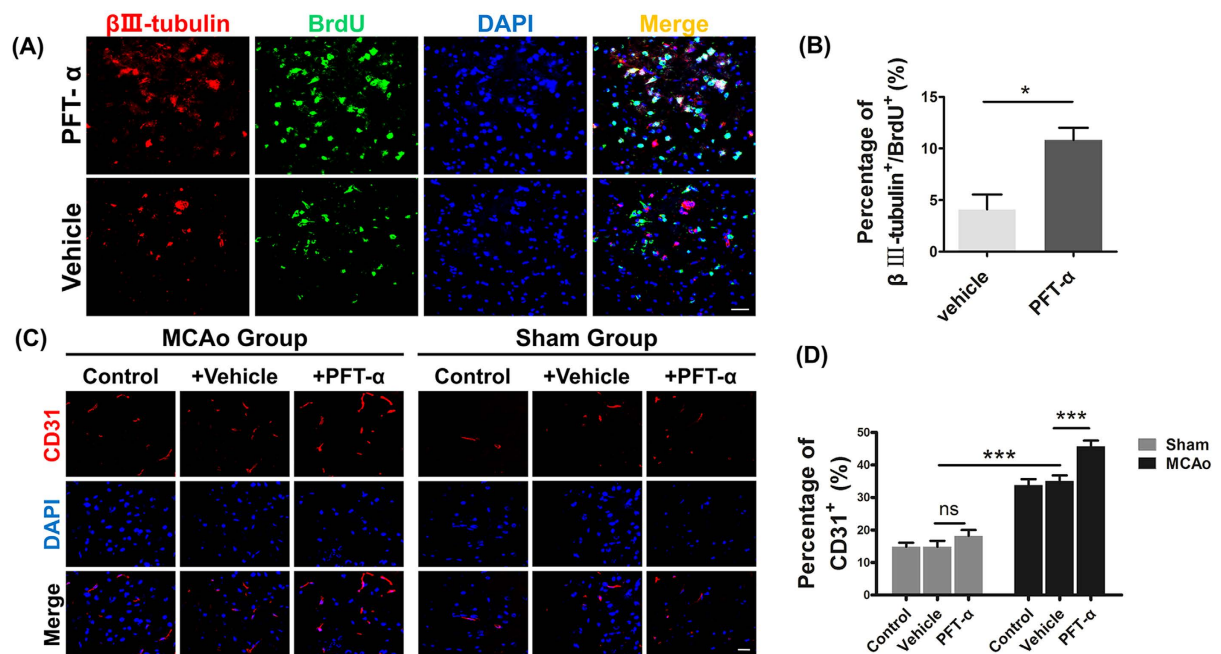 (A)
βⅢ-tubulin BrdU DAPI Merge
PFT- α
Vehicle
(B)
Percentage of
β Ⅲ-tubulin⁺/BrdU⁺ (%)
15
10
5
0
*
vehicle PFT-α
(C)
MCAo Group Sham Group
Control +Vehicle +PFT-α Control +Vehicle +PFT-α
CD31
DAPI
Merge
(D)
Percentage of
CD31⁺ (%)
50
40
30
20
10
0
ns
***
***
Sham
MCAo
Control Vehicle PFT-α Control Vehicle PFT-α